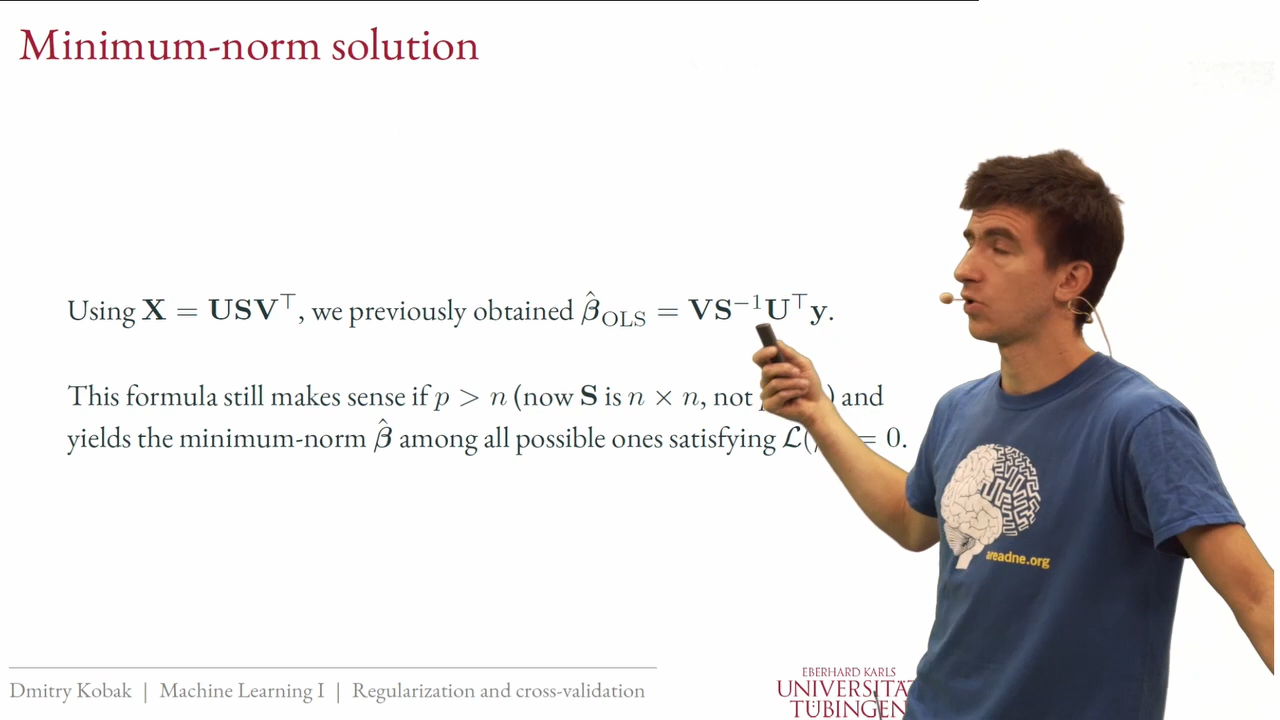 Minimum-norm solution
Using X = USV⊤, we previously obtained β̂_OLS = VS⁻¹U⊤y.
This formula still makes sense if p > n (now S is n × n, not ) and
yields the minimum-norm β̂ among all possible ones satisfying ℒ( = 0.
areadne.org
Dmitry Kobak | Machine Learning I | Regularization and cross-validation
EBERHARD KARLS
UNIVERSITÄT
TÜBINGEN